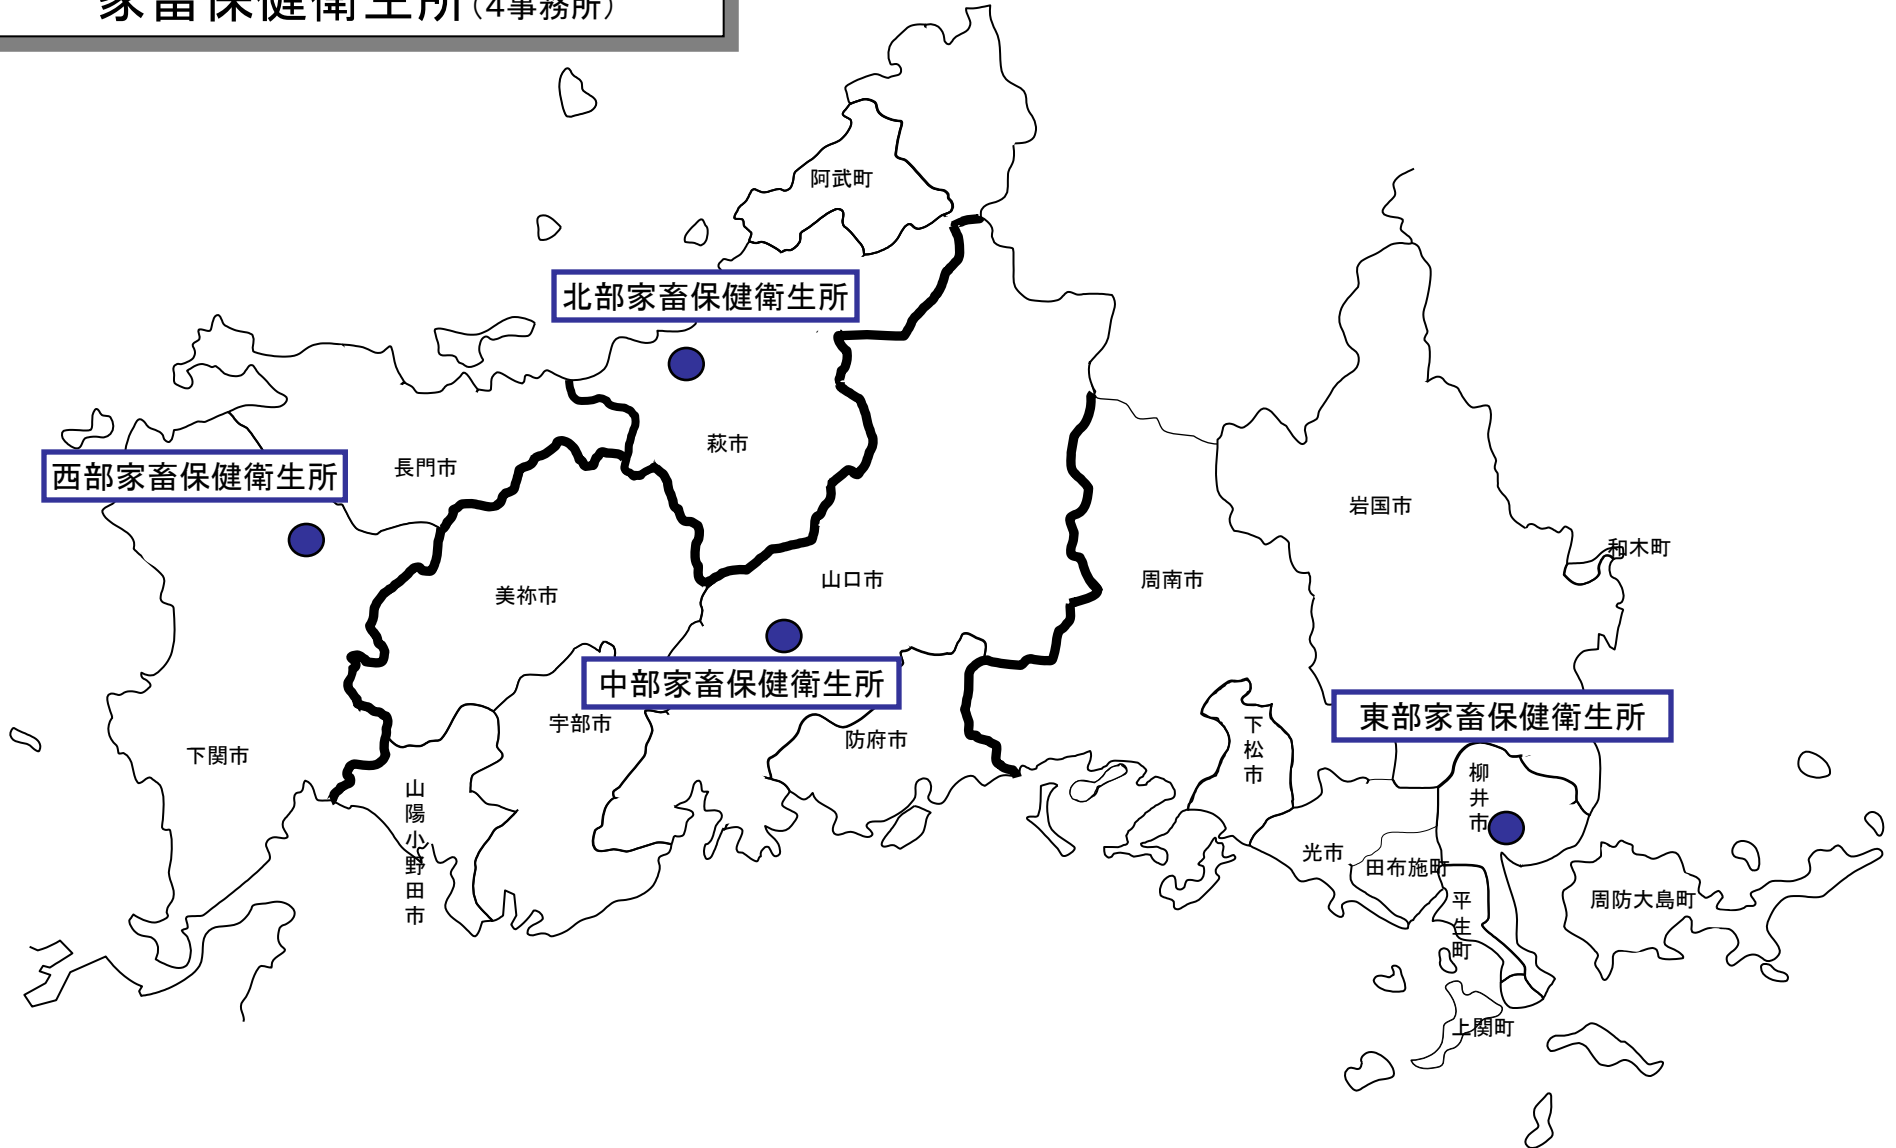 家畜保健衛生所(4事務所)
阿武町
北部家畜保健衛生所
萩市
長門市
西部家畜保健衛生所
岩国市
和木町
山口市
周南市
美祢市
中部家畜保健衛生所
東部家畜保健衛生所
宇部市
防府市
下関市
下松市
柳井市
山陽小野田市
光市
田布施町
平生町
周防大島町
上関町